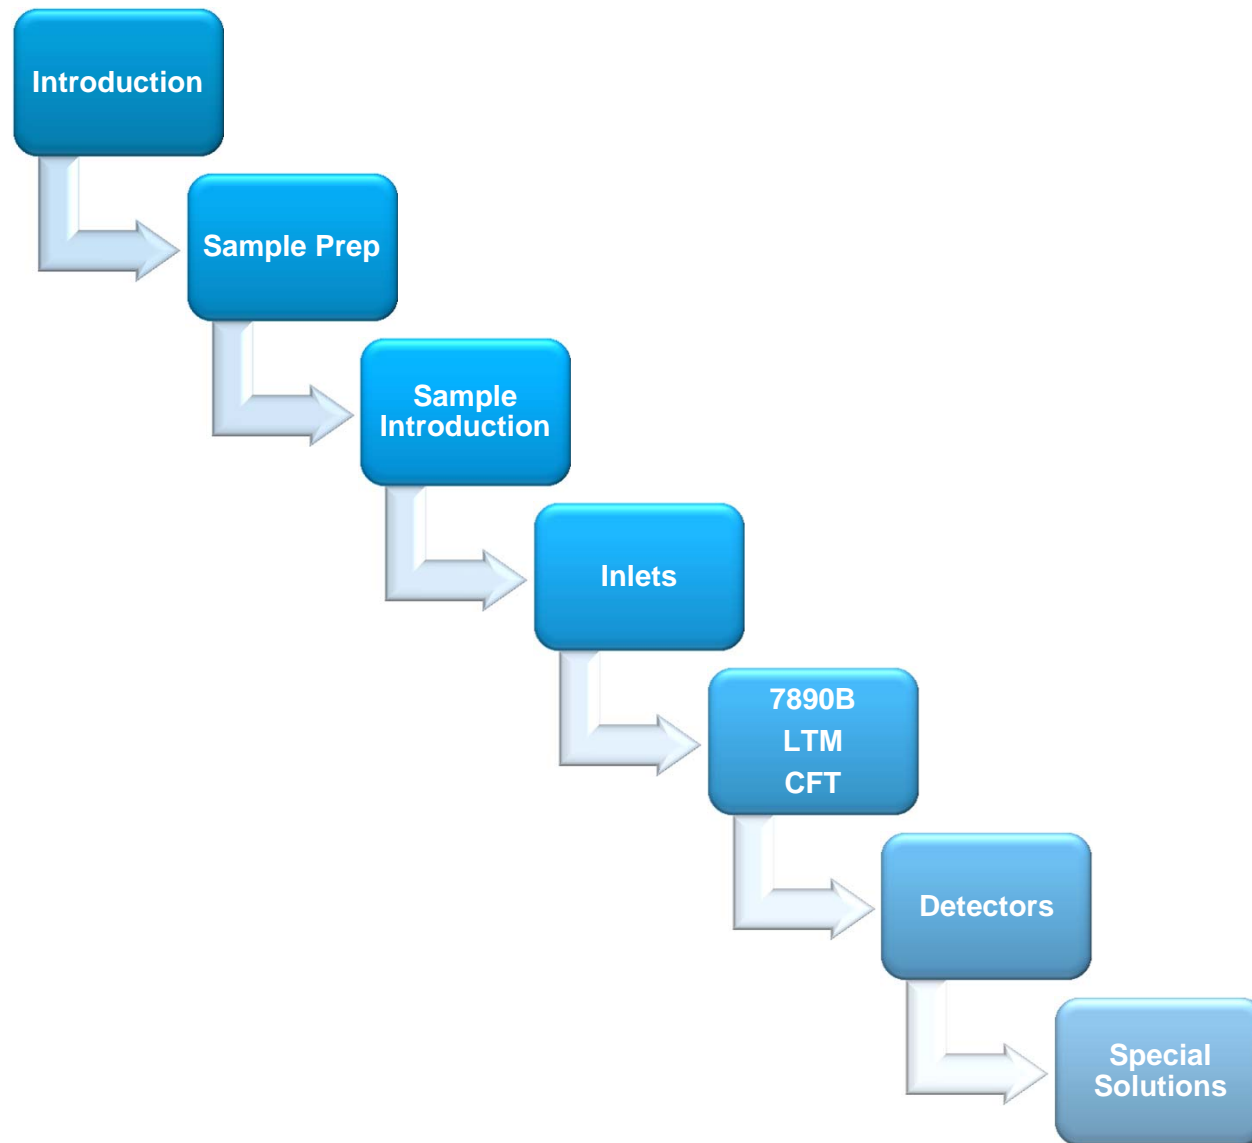 Introduction
Sample Prep
Sample
Introduction
Inlets
7890B
LTM
CFT
Detectors
Special
Solutions